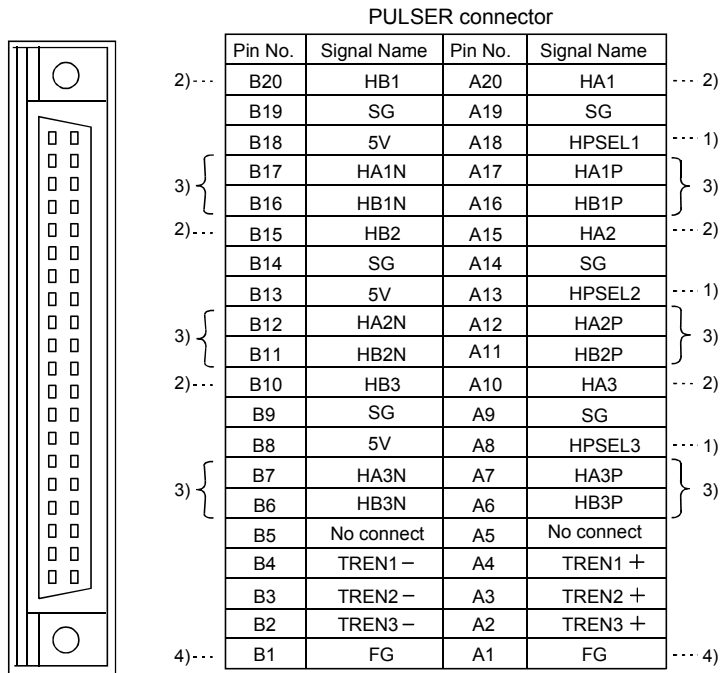 PULSER connector
Pin No. Signal Name Pin No. Signal Name
2) B20 HB1 A20 HA1 2)
B19 SG A19 SG
B18 5V A18 HPSEL1 1)
3) B17 HA1N A17 HA1P 3)
B16 HB1N A16 HB1P
2) B15 HB2 A15 HA2 2)
B14 SG A14 SG
B13 5V A13 HPSEL2 1)
3) B12 HA2N A12 HA2P 3)
B11 HB2N A11 HB2P
2) B10 HB3 A10 HA3 2)
B9 SG A9 SG
B8 5V A8 HPSEL3 1)
3) B7 HA3N A7 HA3P 3)
B6 HB3N A6 HB3P
B5 No connect A5 No connect
B4 TREN1− A4 TREN1+
B3 TREN2− A3 TREN2+
B2 TREN3− A2 TREN3+
4) B1 FG A1 FG 4)